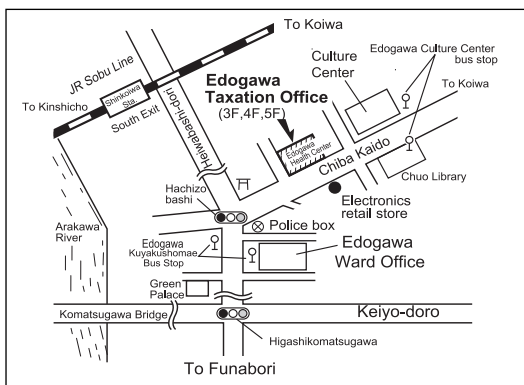 To Koiwa
JR Sobu Line
Edogawa Culture Center
bus stop
Culture
Center
To Koiwa
Edogawa
Taxation Office
(3F,4F,5F)
Shinkoiwa
Sta.
To Kinshicho
South Exit
Heiwabashi-dori
Edogawa
Health Center
Chiba Kaido
Chuo Library
Hachizo
bashi
Electronics
retail store
Police box
Arakawa
River
Edogawa
Kuyakushomae
Bus Stop
Edogawa
Ward Office
Green
Palace
Komatsugawa Bridge
Keiyo-doro
Higashikomatsugawa
To Funabori